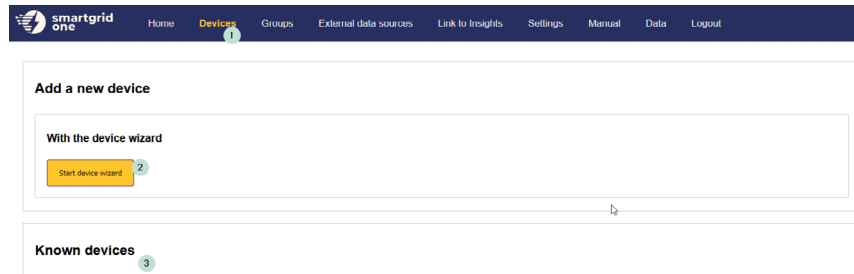 smartgrid
one
Home Devices Groups External data sources Link to Insights Settings Manual Data Logout
1
Add a new device
With the device wizard
Start device wizard 2
Known devices
3